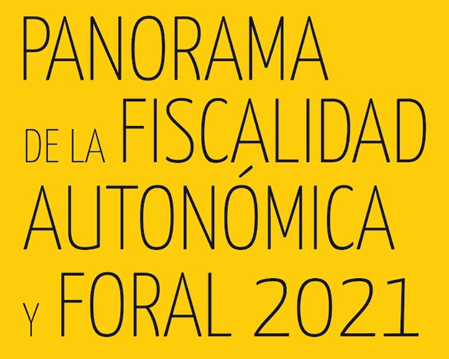 PANORAMA
DE LA FISCALIDAD
AUTONÓMICA
Y FORAL 2021